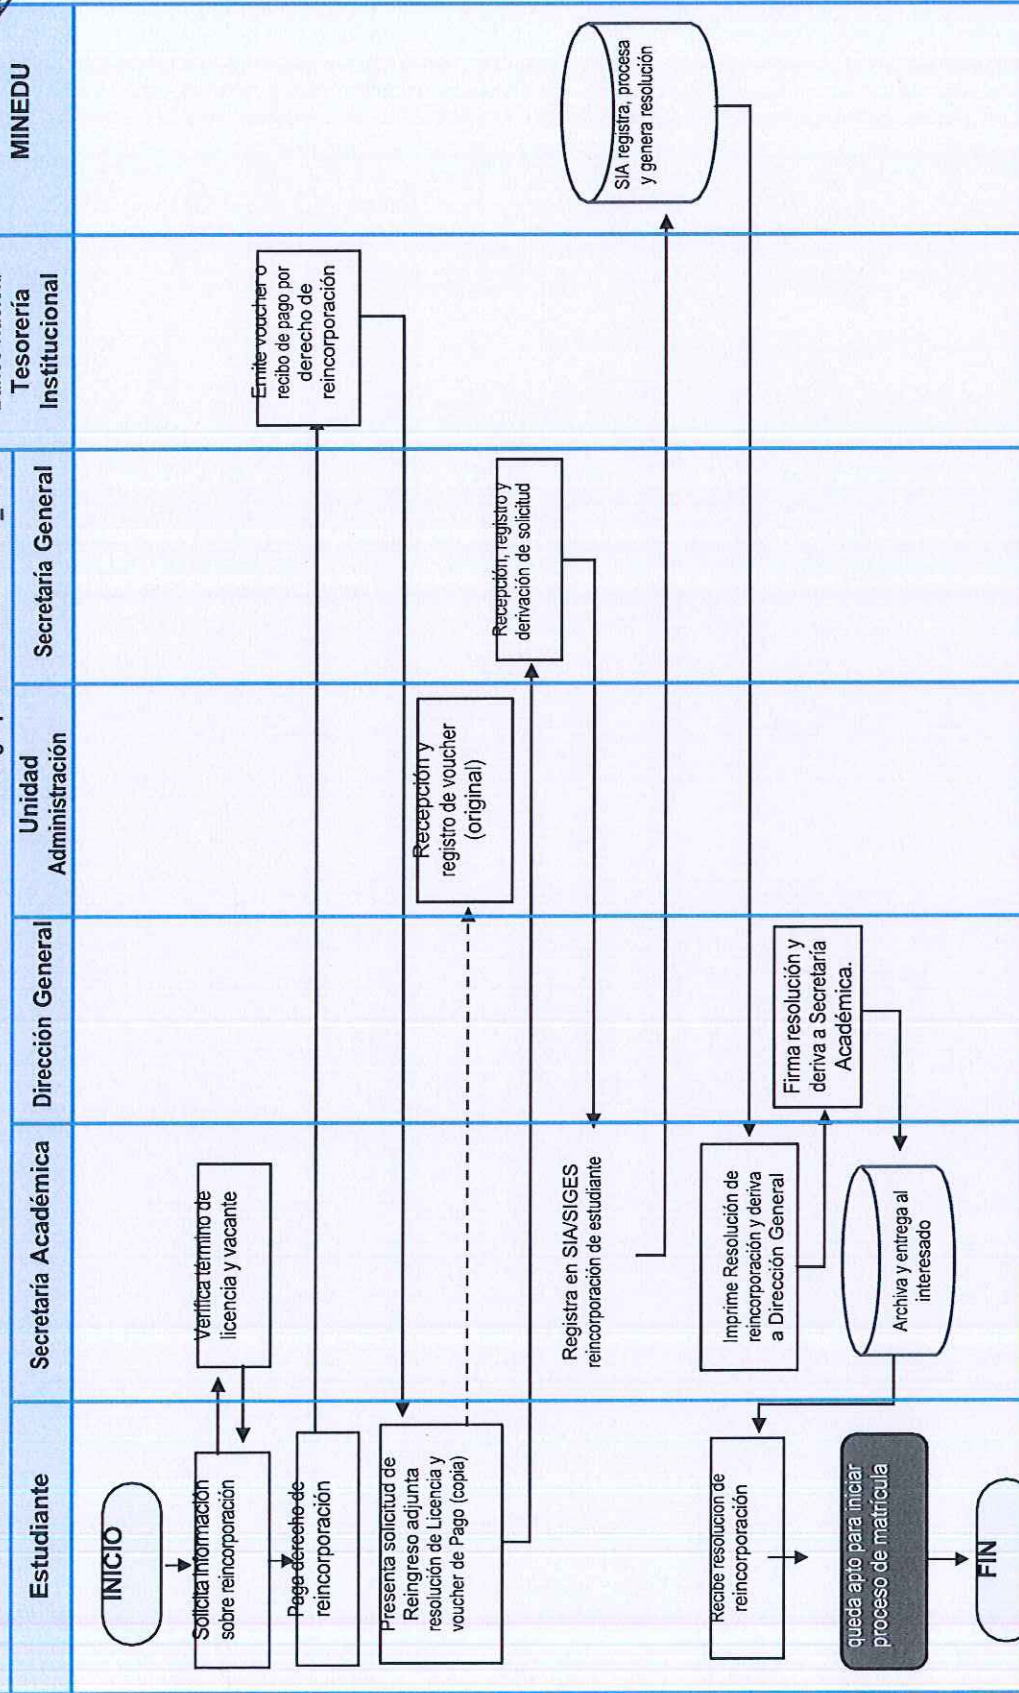 Estudiante
Secretaría Académica
Dirección General
Unidad
Administración
Secretaría General
Tesorería
Institucional
MINEDU
INICIO
Solicita información
sobre reincorporación
Verifica término de
licencia y vacante
Paga derecho de
reincorporación
Emite voucher o
recibo de pago por
derecho de
reincorporación
Presenta solicitud de
Reingreso adjunta
resolución de Licencia y
voucher de Pago (copia)
Recepción y
registro de voucher
(original)
Recepción, registro y
derivación de solicitud
Registra en SIA/SIGES
reincorporación de estudiante
SIA registra, procesa
y genera resolución
Imprime Resolución de
reincorporación y deriva
a Dirección General
Firma resolución y
deriva a Secretaría
Académica.
Archiva y entrega al
interesado
Recibe resolucion de
reincorporación
queda apto para iniciar
proceso de matrícula
FIN